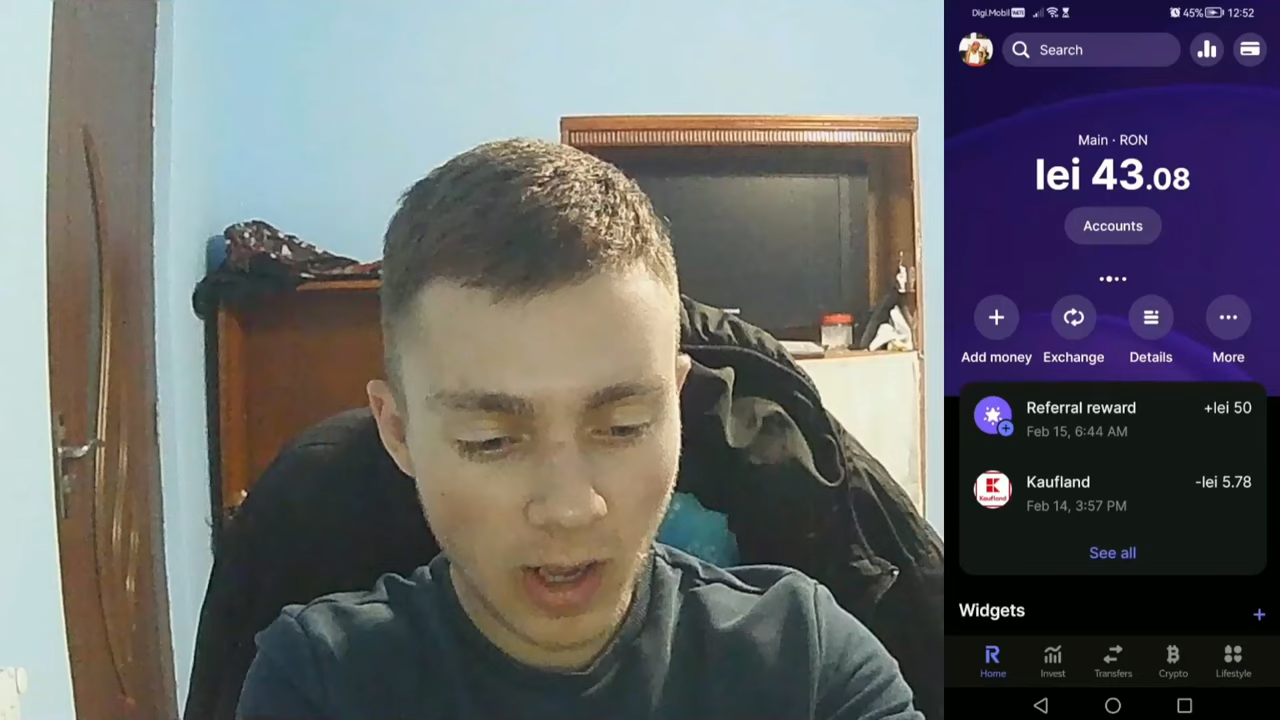 Digi.Mobil
45% 12:52
Search
Main · RON
lei 43.08
Accounts
Add money Exchange Details More
Referral reward +lei 50
Feb 15, 6:44 AM
Kaufland -lei 5.78
Kaufland
Feb 14, 3:57 PM
See all
Widgets
Home Invest Transfers Crypto Lifestyle